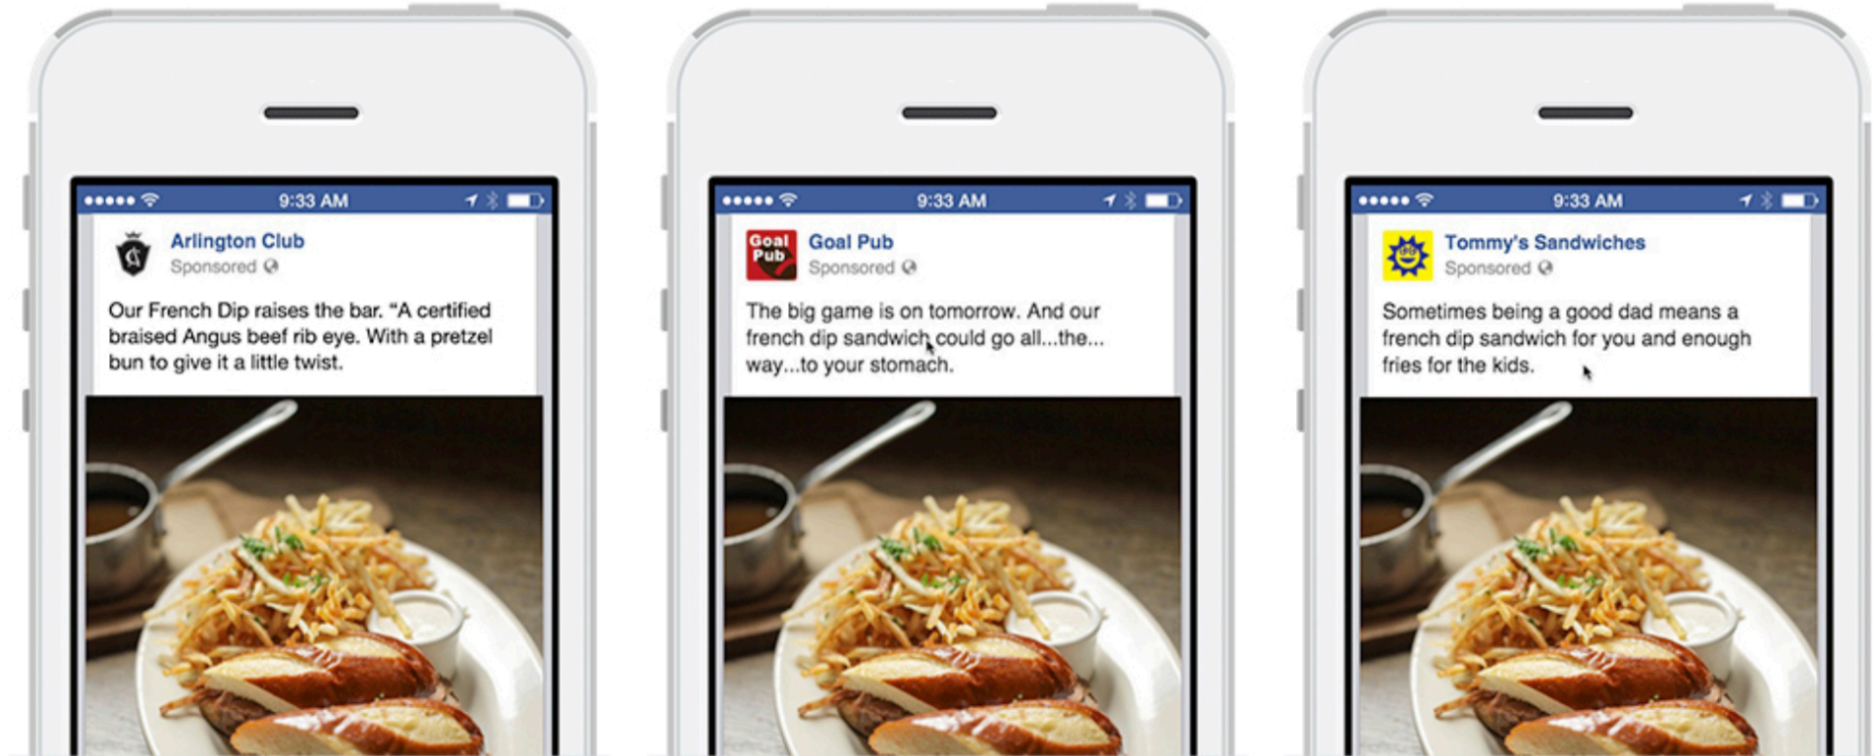 9:33 AM
Arlington Club
Sponsored
Our French Dip raises the bar. “A certified
braised Angus beef rib eye. With a pretzel
bun to give it a little twist.
9:33 AM
Goal
Pub
Goal Pub
Sponsored
The big game is on tomorrow. And our
french dip sandwich could go all...the...
way...to your stomach.
9:33 AM
Tommy's Sandwiches
Sponsored
Sometimes being a good dad means a
french dip sandwich for you and enough
fries for the kids.